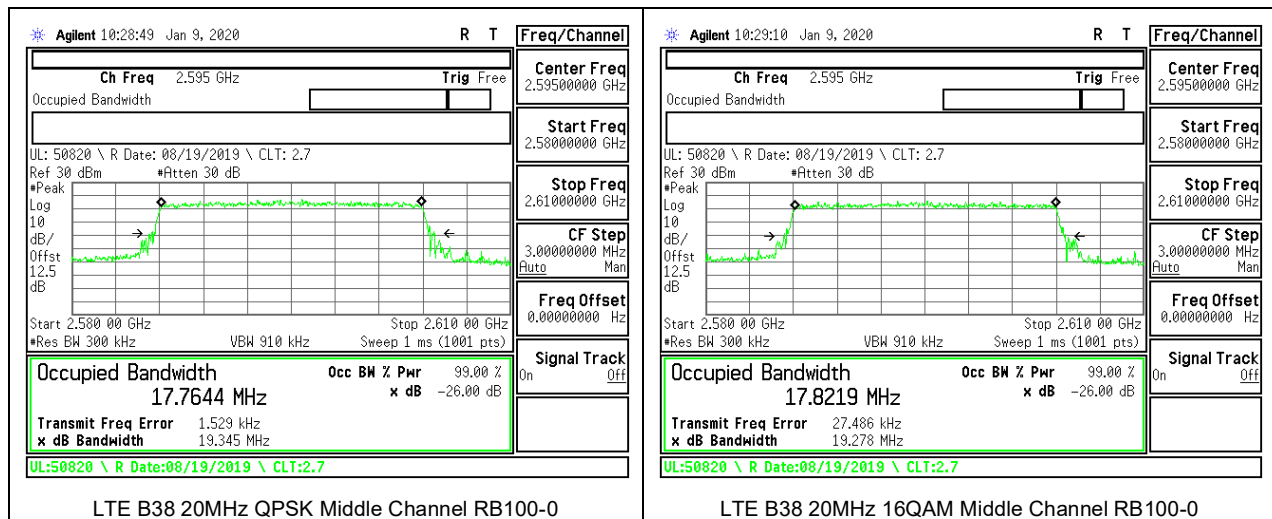 Agilent 10:28:49 Jan 9, 2020 R T Freq/Channel
Ch Freq 2.595 GHz Trig Free
Occupied Bandwidth
Center Freq
2.59500000 GHz
Start Freq
2.58000000 GHz
UL: 50820 \ R Date: 08/19/2019 \ CLT: 2.7
Ref 30 dBm #Atten 30 dB
#Peak
Log
10
dB/
Offst
12.5
dB
Stop Freq
2.61000000 GHz
CF Step
3.00000000 MHz
Auto Man
Freq Offset
0.00000000 Hz
Start 2.580 00 GHz Stop 2.610 00 GHz
#Res BW 300 kHz VBW 910 kHz Sweep 1 ms (1001 pts)
Signal Track
On Off
Occupied Bandwidth Occ BW % Pwr 99.00 %
17.7644 MHz x dB -26.00 dB
Transmit Freq Error 1.529 kHz
x dB Bandwidth 19.345 MHz
UL:50820 \ R Date:08/19/2019 \ CLT:2.7
LTE B38 20MHz QPSK Middle Channel RB100-0
Agilent 10:29:10 Jan 9, 2020 R T Freq/Channel
Ch Freq 2.595 GHz Trig Free
Occupied Bandwidth
Center Freq
2.59500000 GHz
Start Freq
2.58000000 GHz
UL: 50820 \ R Date: 08/19/2019 \ CLT: 2.7
Ref 30 dBm #Atten 30 dB
#Peak
Log
10
dB/
Offst
12.5
dB
Stop Freq
2.61000000 GHz
CF Step
3.00000000 MHz
Auto Man
Freq Offset
0.00000000 Hz
Start 2.580 00 GHz Stop 2.610 00 GHz
#Res BW 300 kHz VBW 910 kHz Sweep 1 ms (1001 pts)
Signal Track
On Off
Occupied Bandwidth Occ BW % Pwr 99.00 %
17.8219 MHz x dB -26.00 dB
Transmit Freq Error 27.486 kHz
x dB Bandwidth 19.278 MHz
UL:50820 \ R Date:08/19/2019 \ CLT:2.7
LTE B38 20MHz 16QAM Middle Channel RB100-0